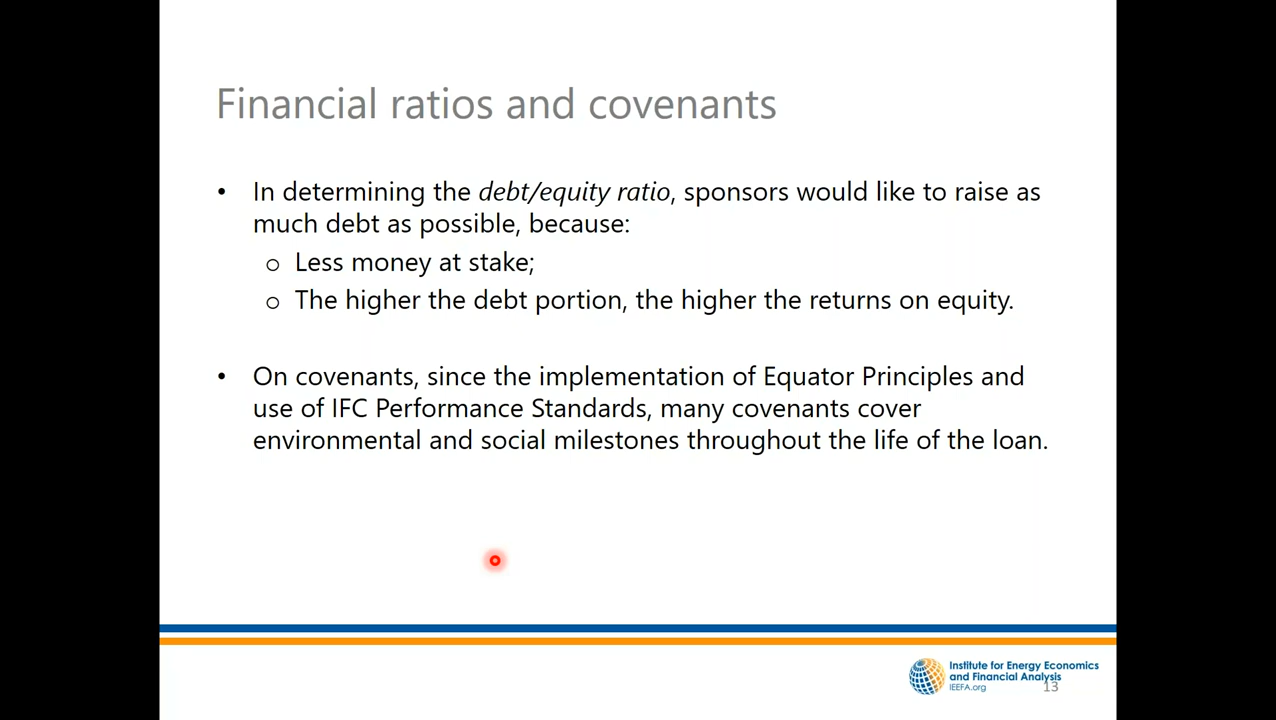 Financial ratios and covenants
• In determining the debt/equity ratio, sponsors would like to raise as
much debt as possible, because:
o Less money at stake;
o The higher the debt portion, the higher the returns on equity.
• On covenants, since the implementation of Equator Principles and
use of IFC Performance Standards, many covenants cover
environmental and social milestones throughout the life of the loan.
Institute for Energy Economics
and Financial Analysis
IEEFA.org
13